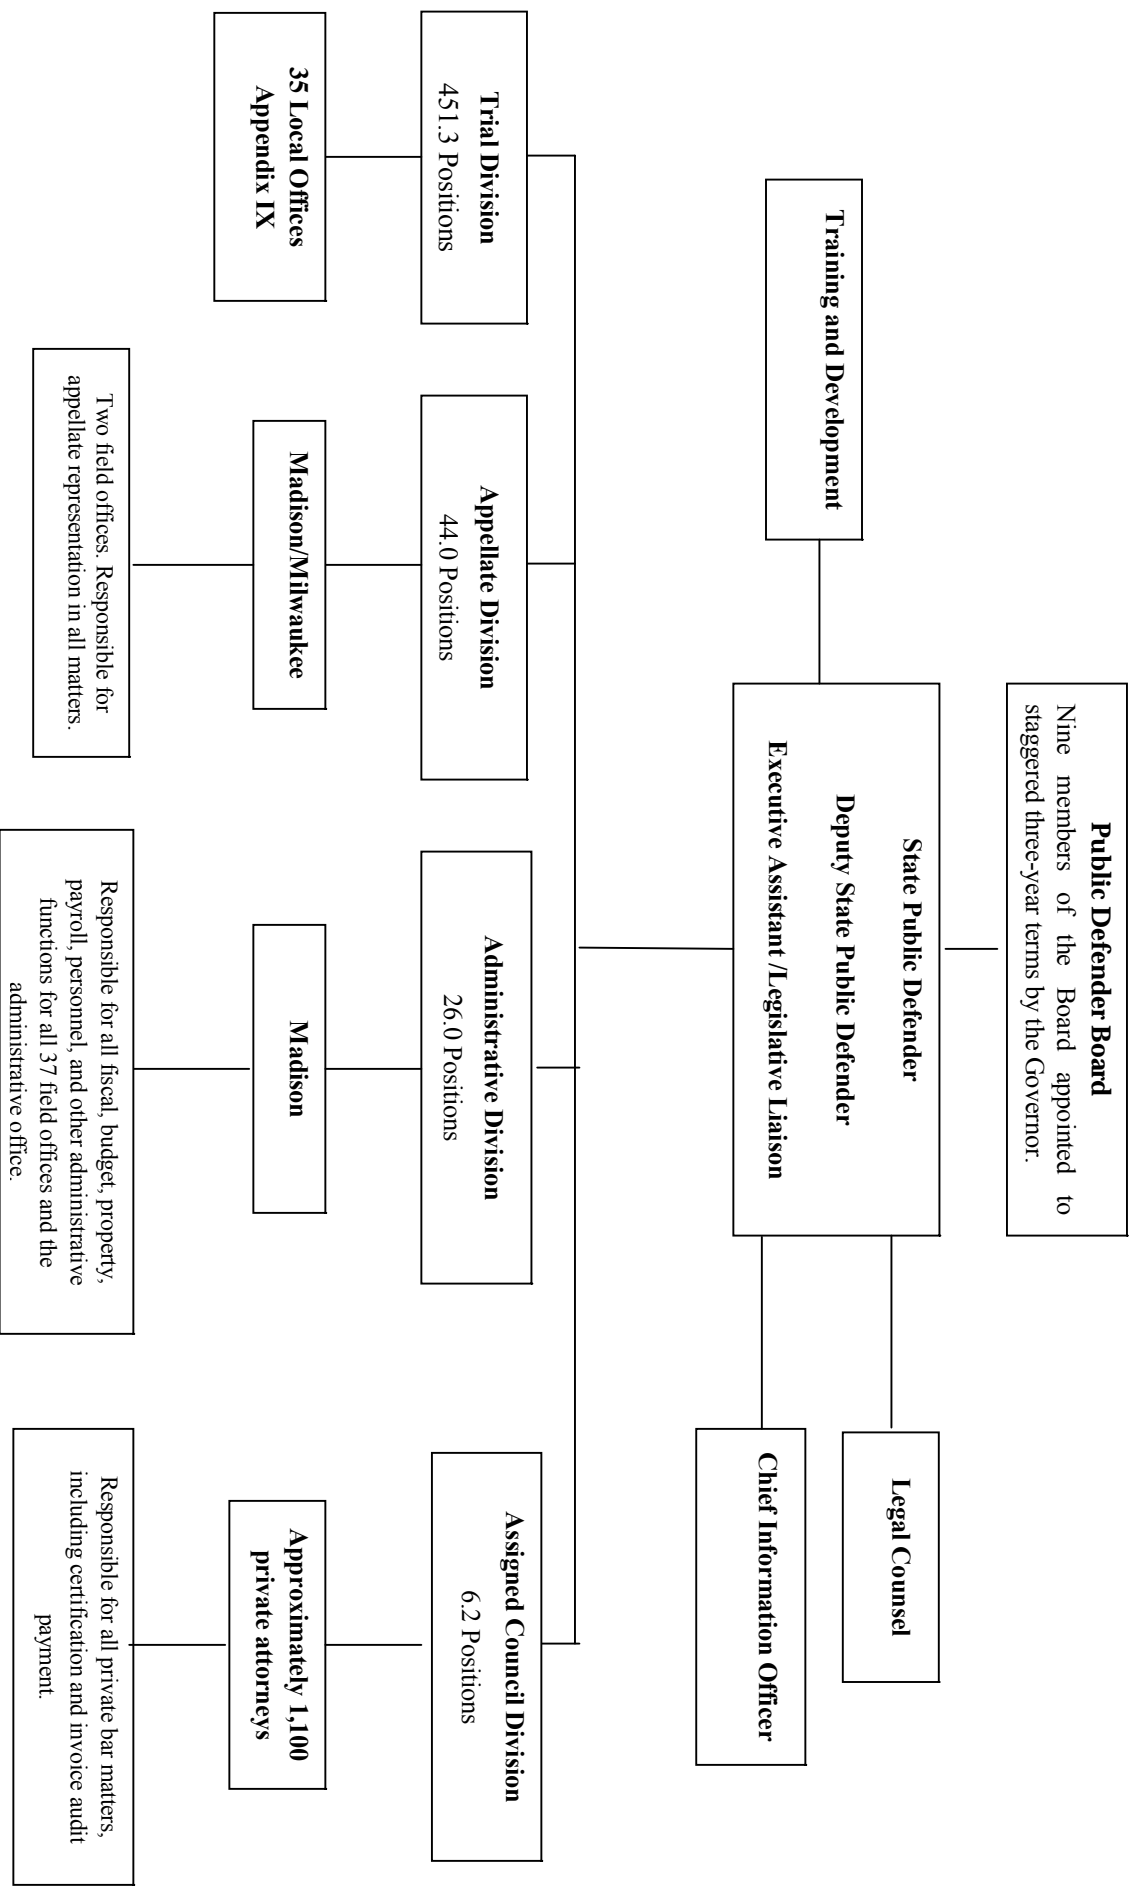 Public Defender Board
Nine members of the Board appointed to
staggered three-year terms by the Governor.
State Public Defender
Deputy State Public Defender
Executive Assistant /Legislative Liaison
Training and Development
Legal Counsel
Chief Information Officer
Trial Division
451.3 Positions
35 Local Offices
Appendix IX
Appellate Division
44.0 Positions
Madison/Milwaukee
Two field offices. Responsible for
appellate representation in all matters.
Administrative Division
26.0 Positions
Madison
Responsible for all fiscal, budget, property,
payroll, personnel, and other administrative
functions for all 37 field offices and the
administrative office.
Assigned Council Division
6.2 Positions
Approximately 1,100
private attorneys
Responsible for all private bar matters,
including certification and invoice audit
payment.